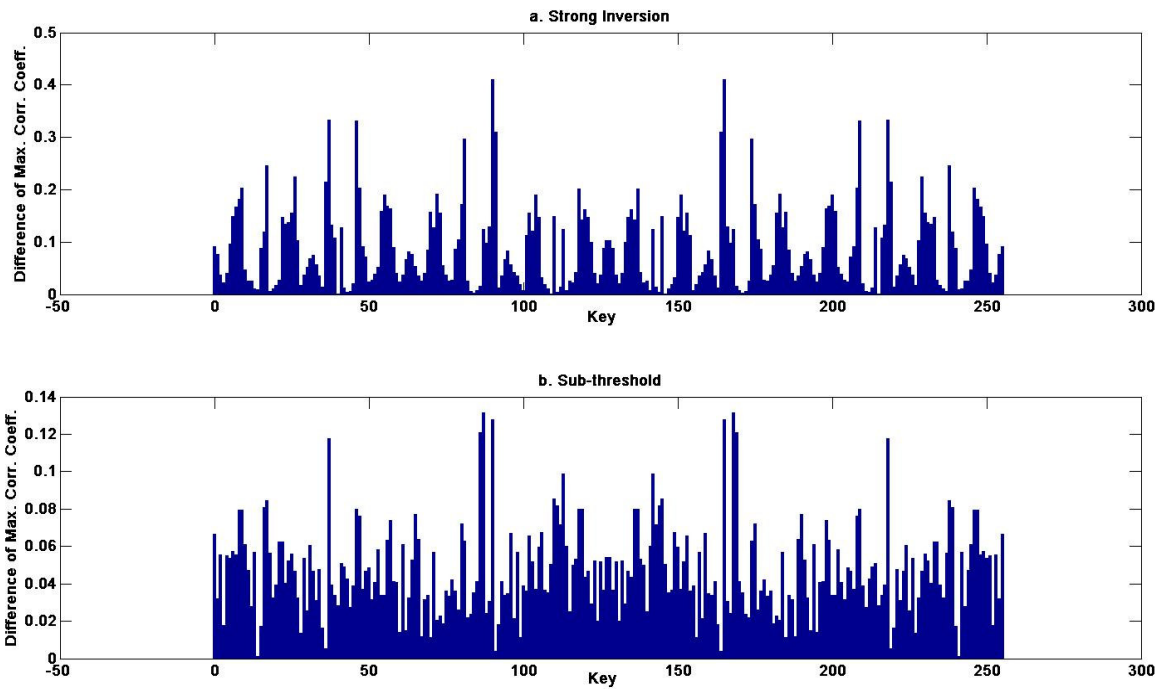 a. Strong Inversion
0.5
0.4
0.3
0.2
0.1
0
Difference of Max. Corr. Coeff.
-50 0 50 100 150 200 250 300
Key
b. Sub-threshold
0.14
0.12
0.1
0.08
0.06
0.04
0.02
0
Difference of Max. Corr. Coeff.
-50 0 50 100 150 200 250 300
Key